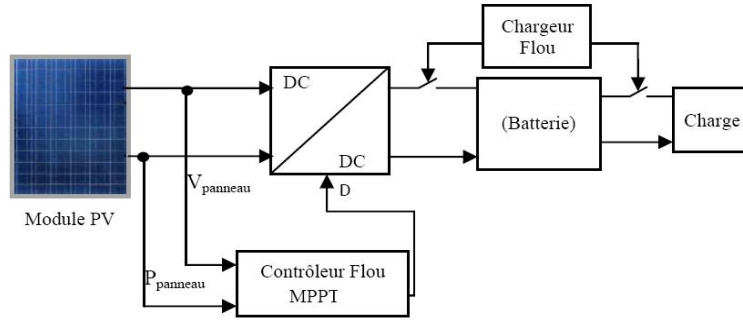 Chargeur
Flou
DC
DC
(Batterie)
Charge
Module PV
Vpanneau
D
Ppanneau
Contrôleur Flou
MPPT